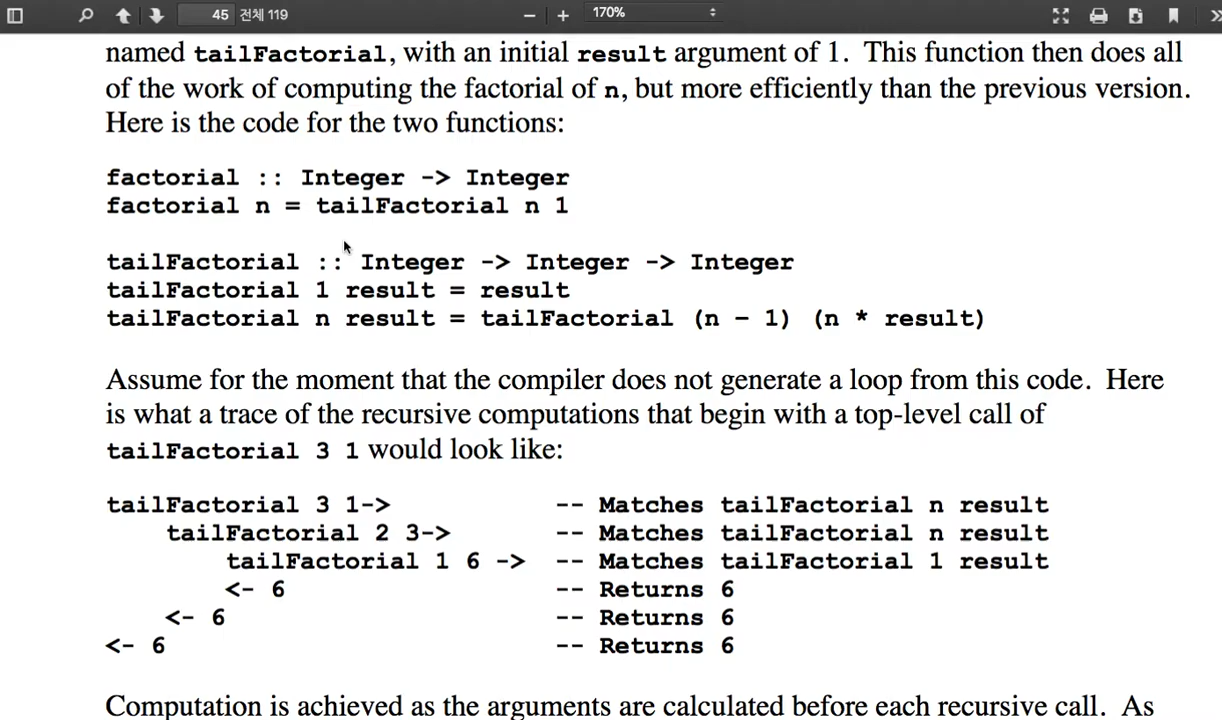 45 전체 119
170%
named tailFactorial, with an initial result argument of 1. This function then does all
of the work of computing the factorial of n, but more efficiently than the previous version.
Here is the code for the two functions:
factorial :: Integer -> Integer
factorial n = tailFactorial n 1
tailFactorial :: Integer -> Integer -> Integer
tailFactorial 1 result = result
tailFactorial n result = tailFactorial (n – 1) (n * result)
Assume for the moment that the compiler does not generate a loop from this code. Here
is what a trace of the recursive computations that begin with a top-level call of
tailFactorial 3 1 would look like:
tailFactorial 3 1-> -- Matches tailFactorial n result
tailFactorial 2 3-> -- Matches tailFactorial n result
tailFactorial 1 6 -> -- Matches tailFactorial 1 result
<- 6 -- Returns 6
<- 6 -- Returns 6
<- 6 -- Returns 6
Computation is achieved as the arguments are calculated before each recursive call. As